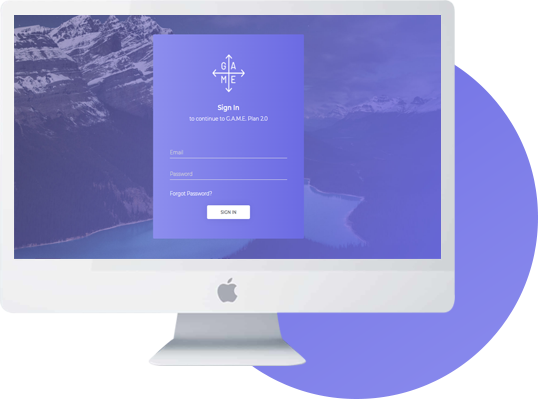 G A
M E
Sign In
to continue to G.A.M.E. Plan 2.0
Email
Password
Forgot Password?
SIGN IN